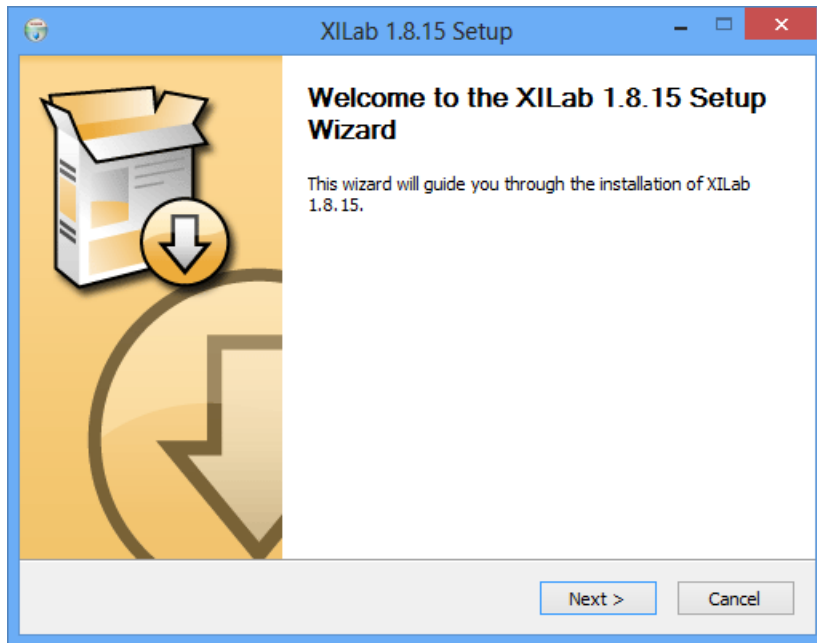 XILab 1.8.15 Setup
Welcome to the XILab 1.8.15 Setup
Wizard
This wizard will guide you through the installation of XILab
1.8.15.
Next >
Cancel